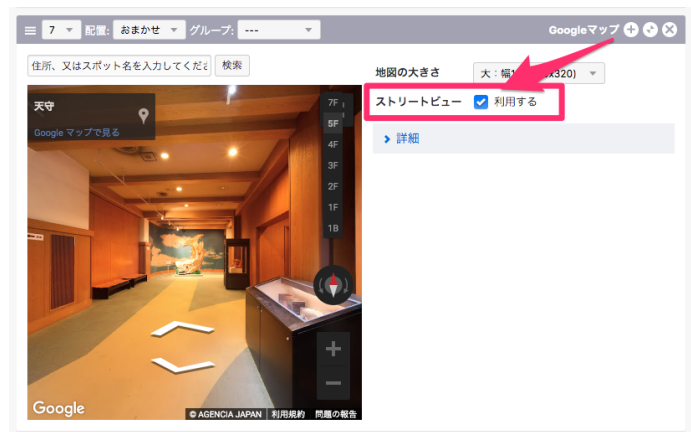 7 配置: おまかせ グループ: --- Googleマップ
住所、又はスポット名を入力してくださ 検索
地図の大きさ 大：幅1 x320)
ストリートビュー 利用する
詳細
天守
Google マップで見る
7F
5F
4F
3F
2F
1F
1B
Google
© AGENCIA JAPAN 利用規約 問題の報告